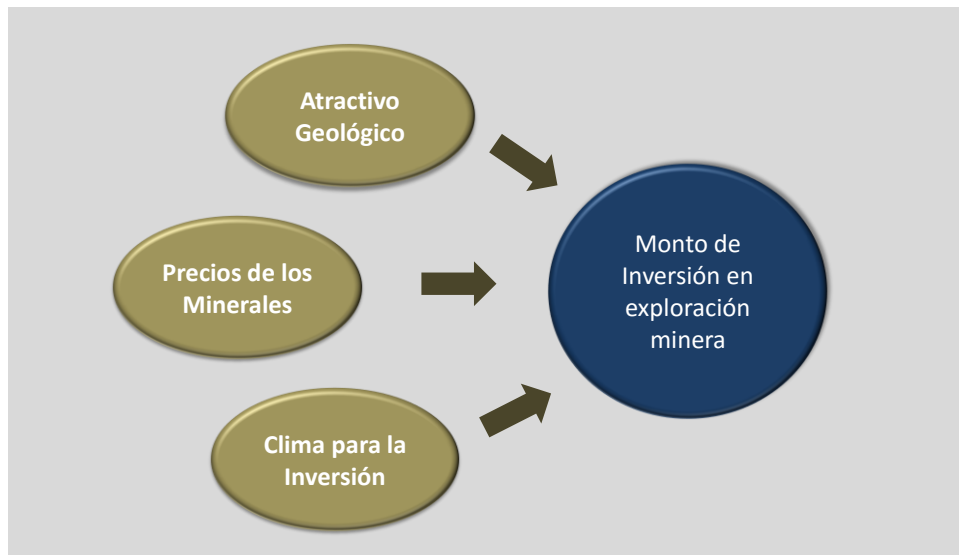 Atractivo
Geológico
Precios de los
Minerales
Clima para la
Inversión
Monto de
Inversión en
exploración
minera